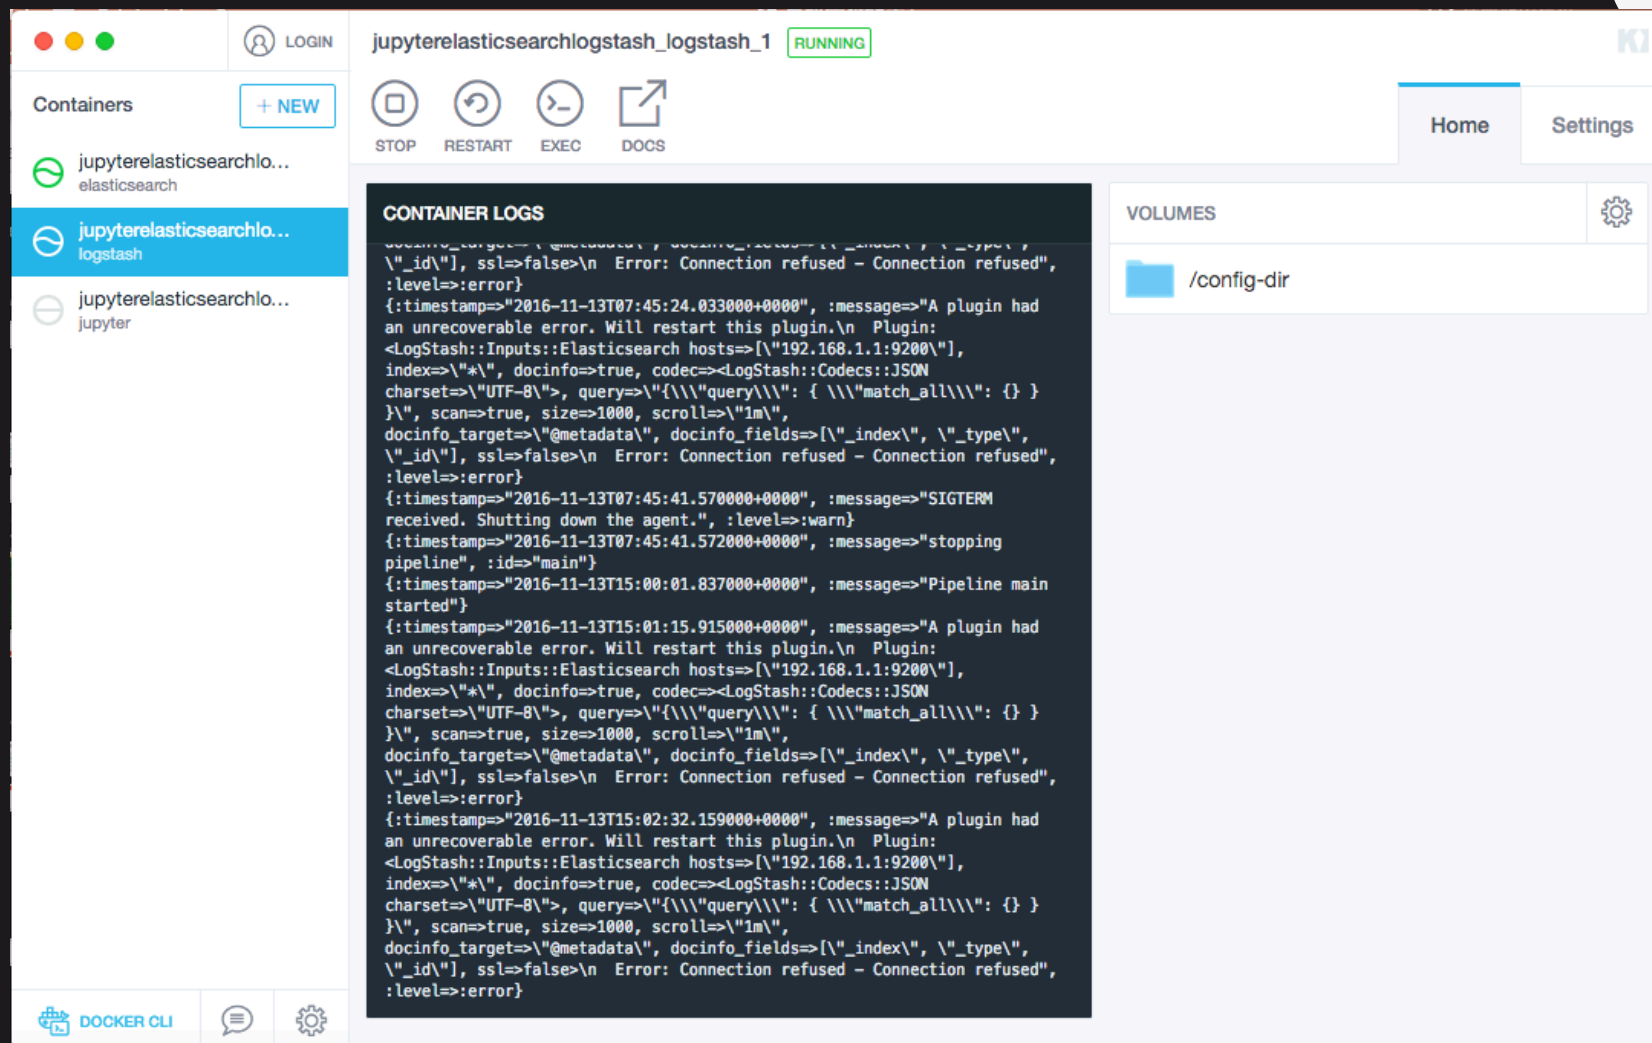 LOGIN
jupyterelasticsearchlogstash_logstash_1 RUNNING
Containers
+ NEW
STOP RESTART EXEC DOCS
Home Settings
jupyterelasticsearchlo...
elasticsearch
jupyterelasticsearchlo...
logstash
jupyterelasticsearchlo...
jupyter
CONTAINER LOGS
docinfo_target=>\"@metadata\", docinfo_fields=>[\"_index\", \"_type\",
\"_id\"], ssl=>false>\n  Error: Connection refused - Connection refused",
:level=>:error}
{:timestamp=>"2016-11-13T07:45:24.033000+0000", :message=>"A plugin had
an unrecoverable error. Will restart this plugin.\n  Plugin:
<LogStash::Inputs::Elasticsearch hosts=>[\"192.168.1.1:9200\"],
index=>\"*\", docinfo=>true, codec=><LogStash::Codecs::JSON
charset=>\"UTF-8\">, query=>\"{\\\"query\\\": { \\\"match_all\\\": {} }
}\", scan=>true, size=>1000, scroll=>\"1m\",
docinfo_target=>\"@metadata\", docinfo_fields=>[\"_index\", \"_type\",
\"_id\"], ssl=>false>\n  Error: Connection refused - Connection refused",
:level=>:error}
{:timestamp=>"2016-11-13T07:45:41.570000+0000", :message=>"SIGTERM
received. Shutting down the agent.", :level=>:warn}
{:timestamp=>"2016-11-13T07:45:41.572000+0000", :message=>"stopping
pipeline", :id=>"main"}
{:timestamp=>"2016-11-13T15:00:01.837000+0000", :message=>"Pipeline main
started"}
{:timestamp=>"2016-11-13T15:01:15.915000+0000", :message=>"A plugin had
an unrecoverable error. Will restart this plugin.\n  Plugin:
<LogStash::Inputs::Elasticsearch hosts=>[\"192.168.1.1:9200\"],
index=>\"*\", docinfo=>true, codec=><LogStash::Codecs::JSON
charset=>\"UTF-8\">, query=>\"{\\\"query\\\": { \\\"match_all\\\": {} }
}\", scan=>true, size=>1000, scroll=>\"1m\",
docinfo_target=>\"@metadata\", docinfo_fields=>[\"_index\", \"_type\",
\"_id\"], ssl=>false>\n  Error: Connection refused - Connection refused",
:level=>:error}
{:timestamp=>"2016-11-13T15:02:32.159000+0000", :message=>"A plugin had
an unrecoverable error. Will restart this plugin.\n  Plugin:
<LogStash::Inputs::Elasticsearch hosts=>[\"192.168.1.1:9200\"],
index=>\"*\", docinfo=>true, codec=><LogStash::Codecs::JSON
charset=>\"UTF-8\">, query=>\"{\\\"query\\\": { \\\"match_all\\\": {} }
}\", scan=>true, size=>1000, scroll=>\"1m\",
docinfo_target=>\"@metadata\", docinfo_fields=>[\"_index\", \"_type\",
\"_id\"], ssl=>false>\n  Error: Connection refused - Connection refused",
:level=>:error}
VOLUMES
/config-dir
DOCKER CLI